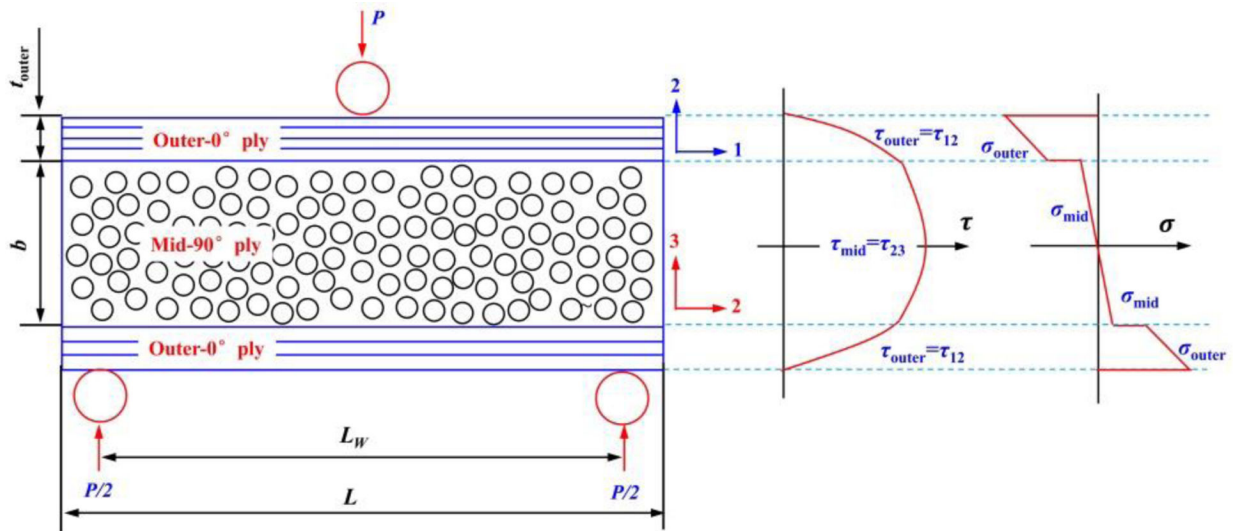 P
t_outer
2
Outer-0° ply
1
τ_outer=τ_12
σ_outer
b
Mid-90° ply
3
2
τ_mid=τ_23
τ
σ_mid
σ
σ_mid
Outer-0° ply
τ_outer=τ_12
σ_outer
L_W
P/2
P/2
L